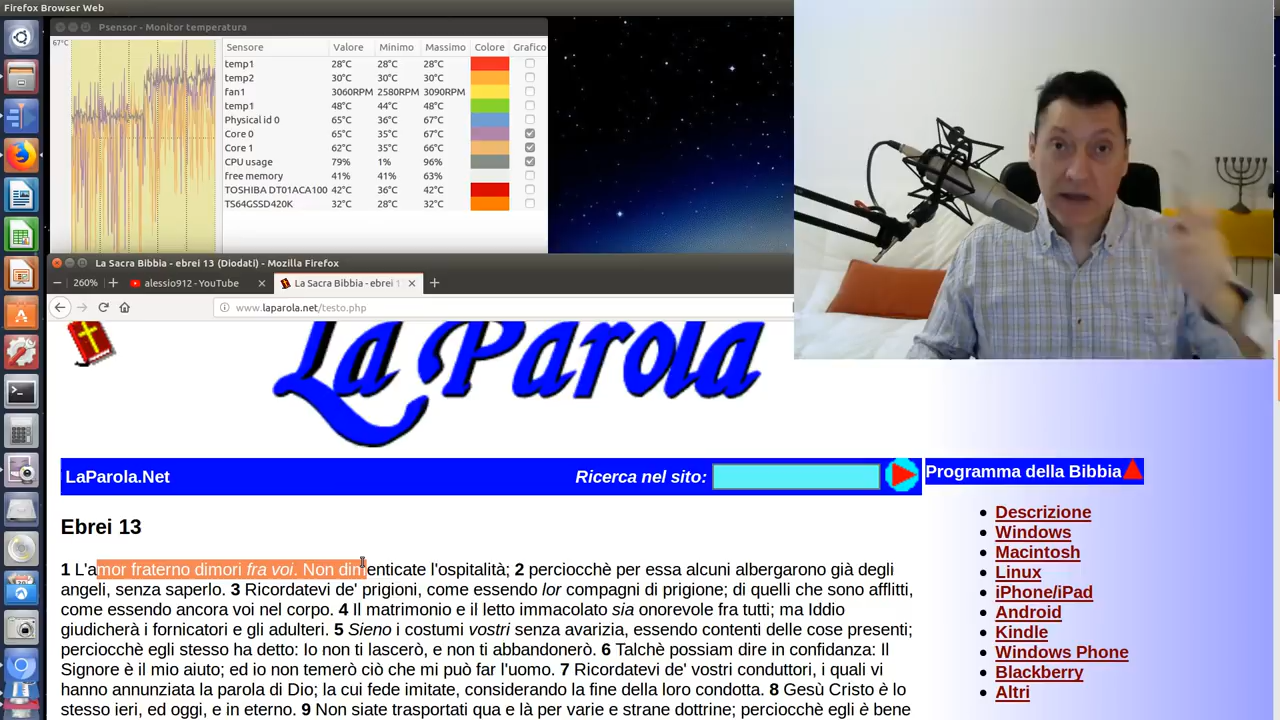 Firefox Browser Web
Psensor - Monitor temperatura
67°C
Sensore Valore Minimo Massimo Colore Grafico
temp1 28°C 28°C 28°C
temp2 30°C 30°C 30°C
fan1 3060RPM 2580RPM 3090RPM
temp1 48°C 44°C 48°C
Physical id 0 65°C 36°C 67°C
Core 0 65°C 35°C 67°C
Core 1 62°C 35°C 66°C
CPU usage 79% 1% 96%
free memory 41% 41% 63%
TOSHIBA DT01ACA100 42°C 36°C 42°C
TS64GSSD420K 32°C 28°C 32°C
La Sacra Bibbia - ebrei 13 (Diodati) - Mozilla Firefox
260% alessio912 - YouTube La Sacra Bibbia - ebrei 1
www.laparola.net/testo.php
La Parola
LaParola.Net Ricerca nel sito:
Programma della Bibbia
Descrizione
Windows
Macintosh
Linux
iPhone/iPad
Android
Kindle
Windows Phone
Blackberry
Altri
Ebrei 13
1 L'amor fraterno dimori fra voi. Non dimenticate l'ospitalità; 2 perciocchè per essa alcuni albergarono già degli
angeli, senza saperlo. 3 Ricordatevi de' prigioni, come essendo lor compagni di prigione; di quelli che sono afflitti,
come essendo ancora voi nel corpo. 4 Il matrimonio e il letto immacolato sia onorevole fra tutti; ma Iddio
giudicherà i fornicatori e gli adulteri. 5 Sieno i costumi vostri senza avarizia, essendo contenti delle cose presenti;
perciocchè egli stesso ha detto: Io non ti lascerò, e non ti abbandonerò. 6 Talchè possiam dire in confidanza: Il
Signore è il mio aiuto; ed io non temerò ciò che mi può far l'uomo. 7 Ricordatevi de' vostri conduttori, i quali vi
hanno annunziata la parola di Dio; la cui fede imitate, considerando la fine della loro condotta. 8 Gesù Cristo è lo
stesso ieri, ed oggi, e in eterno. 9 Non siate trasportati qua e là per varie e strane dottrine; perciocchè egli è bene